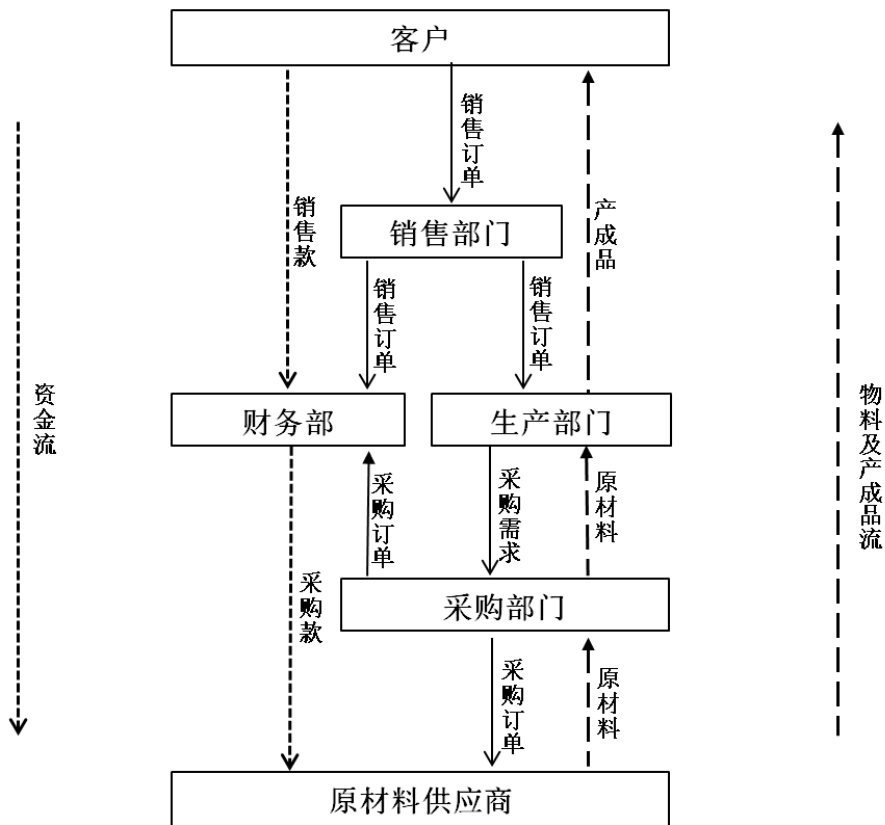 客户
销售订单
销售款
产成品
销售部门
销售订单
销售订单
资金流
物料及产成品流
财务部
生产部门
采购订单
采购需求
原材料
采购部门
采购款
采购订单
原材料
原材料供应商